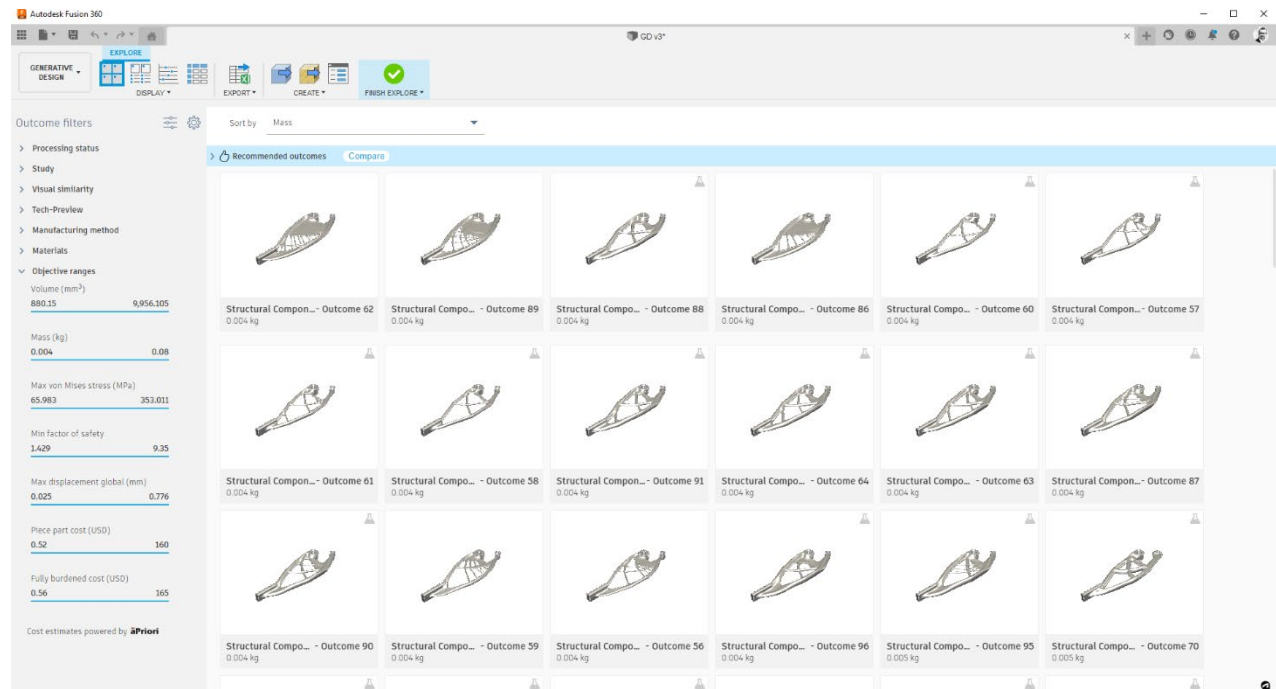 Autodesk Fusion 360
GD v3*
EXPLORE
GENERATIVE DESIGN
DISPLAY
EXPORT
CREATE
FINISH EXPLORE
Outcome filters
Sort by Mass
Processing status
Recommended outcomes Compare
Study
Visual similarity
Tech-Preview
Manufacturing method
Materials
Objective ranges
Volume (mm³)
880.15 9,956.105
Mass (kg)
0.004 0.08
Max von Mises stress (MPa)
65.983 353.011
Min factor of safety
1.429 9.35
Max displacement global (mm)
0.025 0.776
Piece part cost (USD)
0.52 160
Fully burdened cost (USD)
0.56 165
Cost estimates powered by aPriori
Structural Compon...- Outcome 62
0.004 kg
Structural Compo... - Outcome 89
0.004 kg
Structural Compo... - Outcome 88
0.004 kg
Structural Compo... - Outcome 86
0.004 kg
Structural Compo... - Outcome 60
0.004 kg
Structural Compon...- Outcome 57
0.004 kg
Structural Compon...- Outcome 61
0.004 kg
Structural Compo... - Outcome 58
0.004 kg
Structural Compon...- Outcome 91
0.004 kg
Structural Compo... - Outcome 64
0.004 kg
Structural Compo... - Outcome 63
0.004 kg
Structural Compon...- Outcome 87
0.004 kg
Structural Compo... - Outcome 90
0.004 kg
Structural Compo... - Outcome 59
0.004 kg
Structural Compo... - Outcome 56
0.004 kg
Structural Compo... - Outcome 96
0.004 kg
Structural Compo... - Outcome 95
0.005 kg
Structural Compo... - Outcome 70
0.005 kg